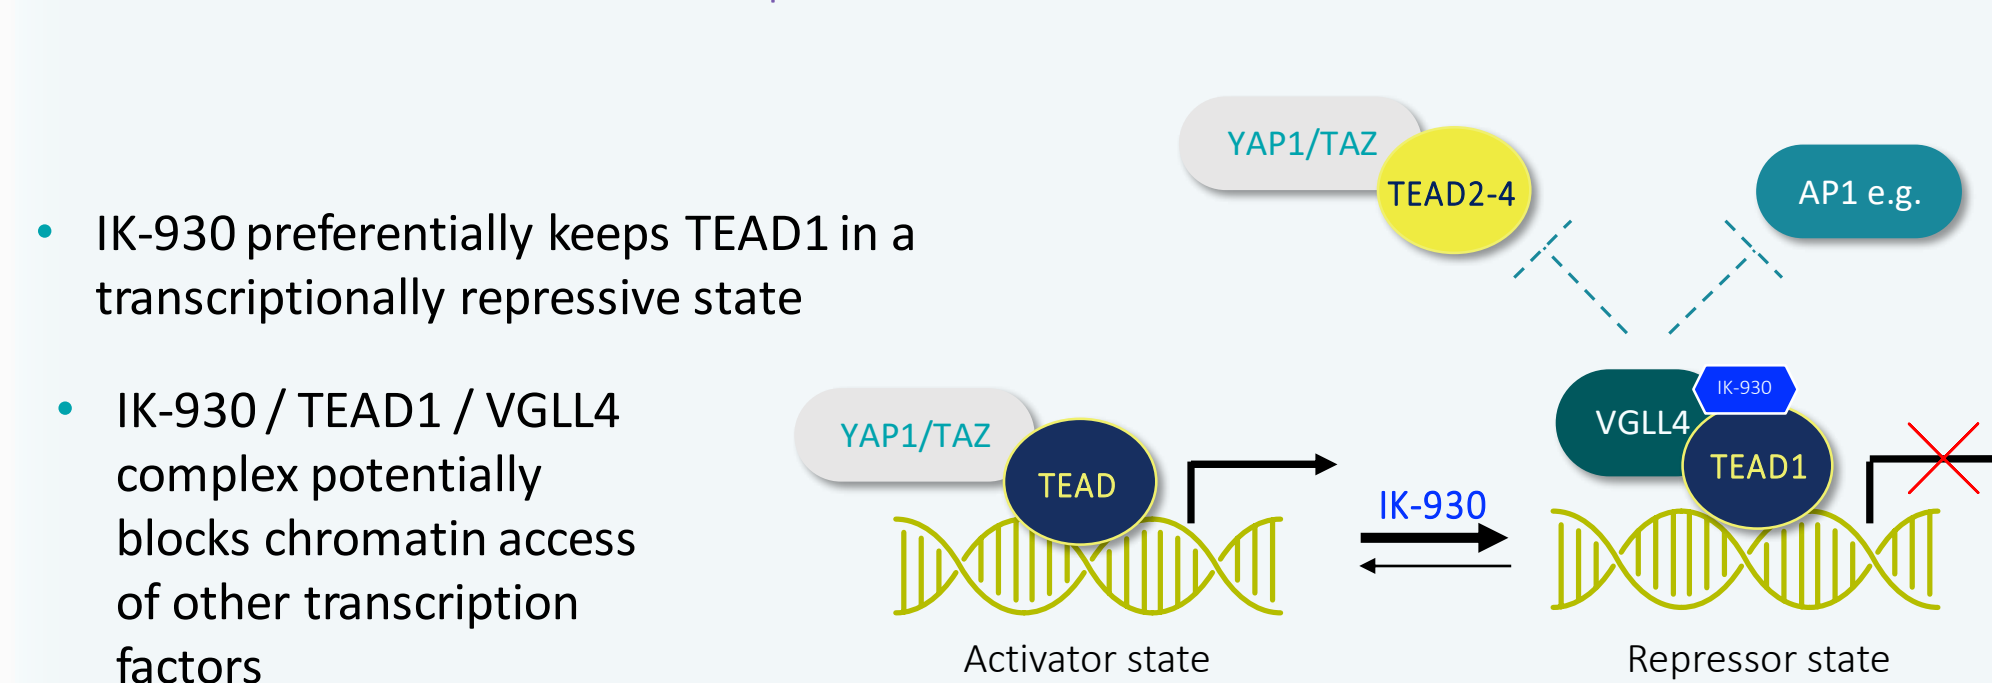 IK-930 preferentially keeps TEAD1 in a
transcriptionally repressive state
IK-930 / TEAD1 / VGLL4
complex potentially
blocks chromatin access
of other transcription
factors
YAP1/TAZ
TEAD2-4
AP1 e.g.
YAP1/TAZ
TEAD
IK-930
VGLL4
IK-930
TEAD1
Activator state
Repressor state